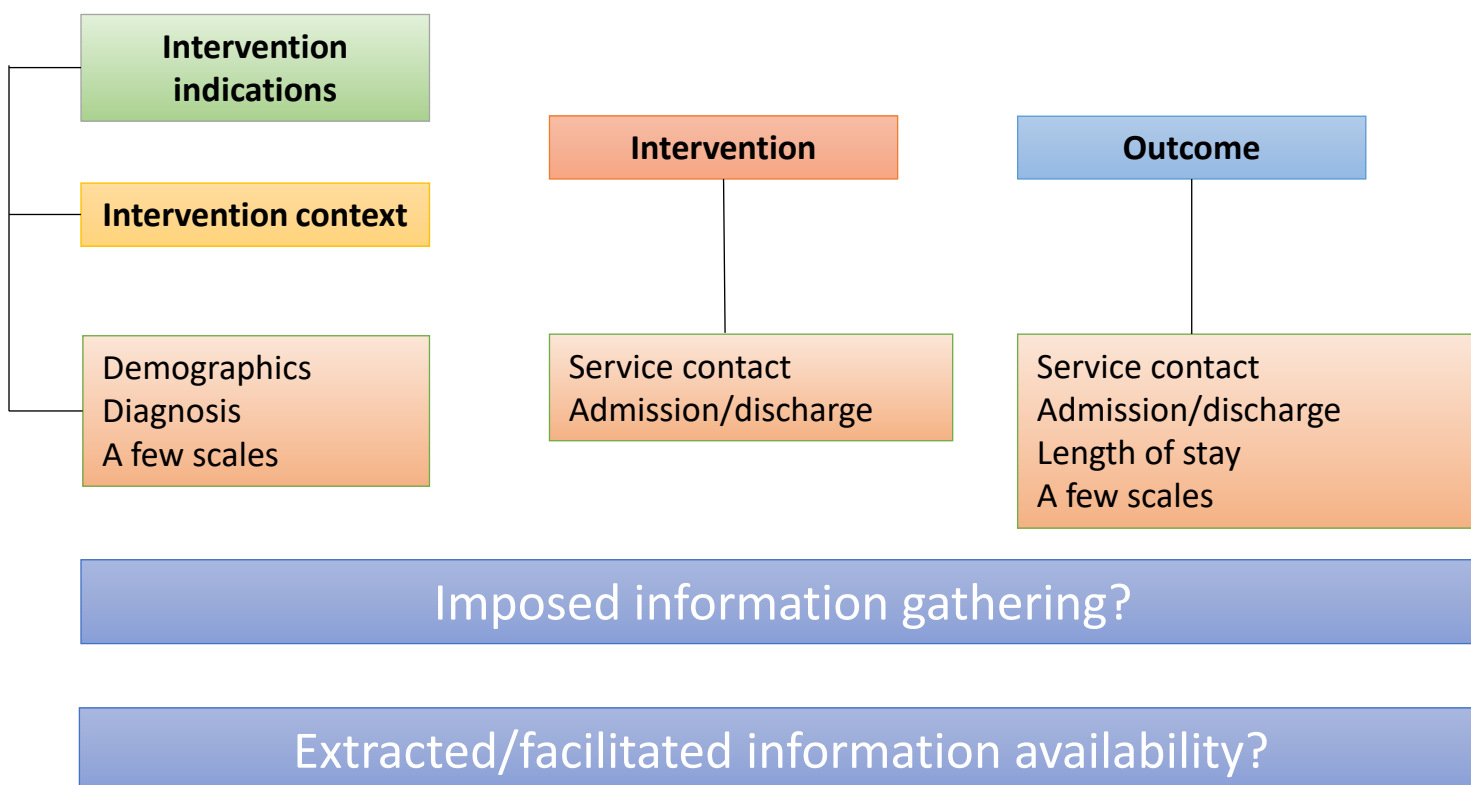 Intervention
indications
Intervention context
Demographics
Diagnosis
A few scales
Intervention
Service contact
Admission/discharge
Outcome
Service contact
Admission/discharge
Length of stay
A few scales
Imposed information gathering?
Extracted/facilitated information availability?